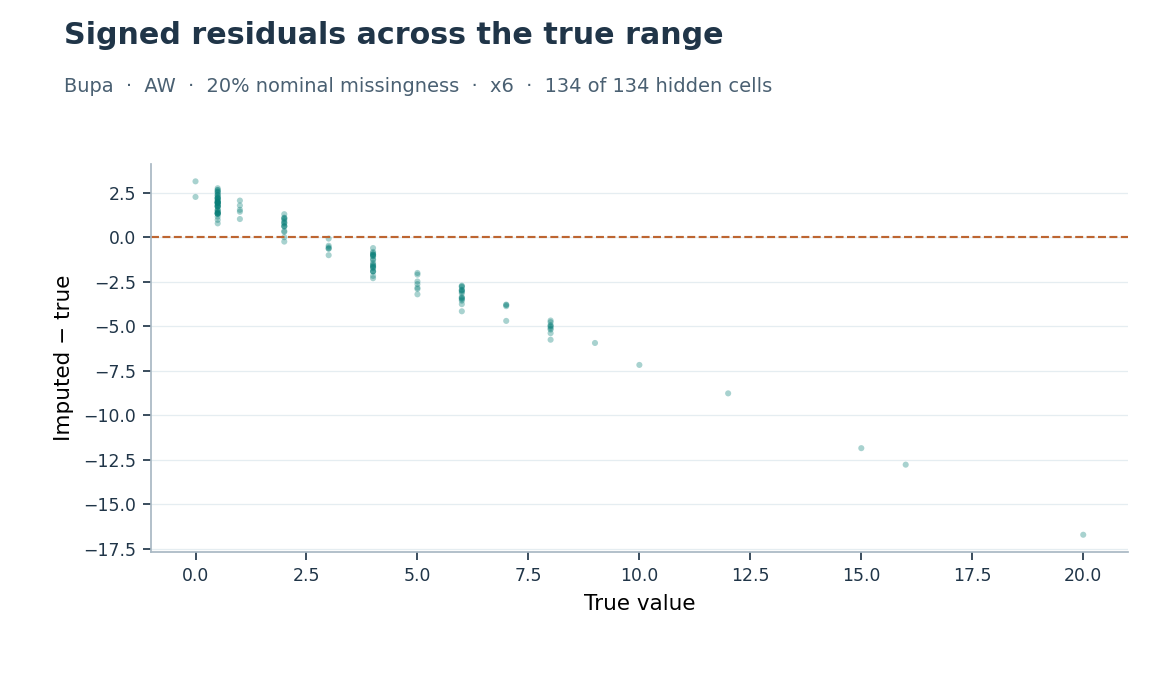 Signed residuals across the true range
Bupa · AW · 20% nominal missingness · x6 · 134 of 134 hidden cells
Imputed − true
2.5
0.0
−2.5
−5.0
−7.5
−10.0
−12.5
−15.0
−17.5
0.0 2.5 5.0 7.5 10.0 12.5 15.0 17.5 20.0
True value